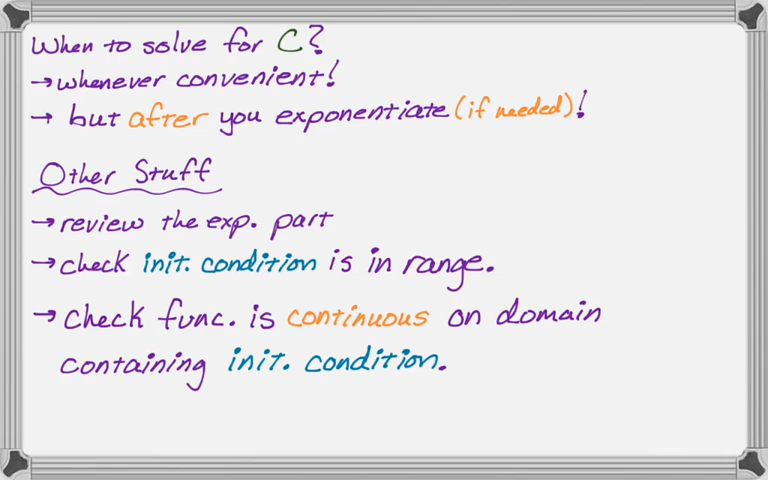 When to solve for C?
→ whenever convenient!
→ but after you exponentiate (if needed)!
Other Stuff
→ review the exp. part
→ check init. condition is in range.
→ check func. is continuous on domain
containing init. condition.